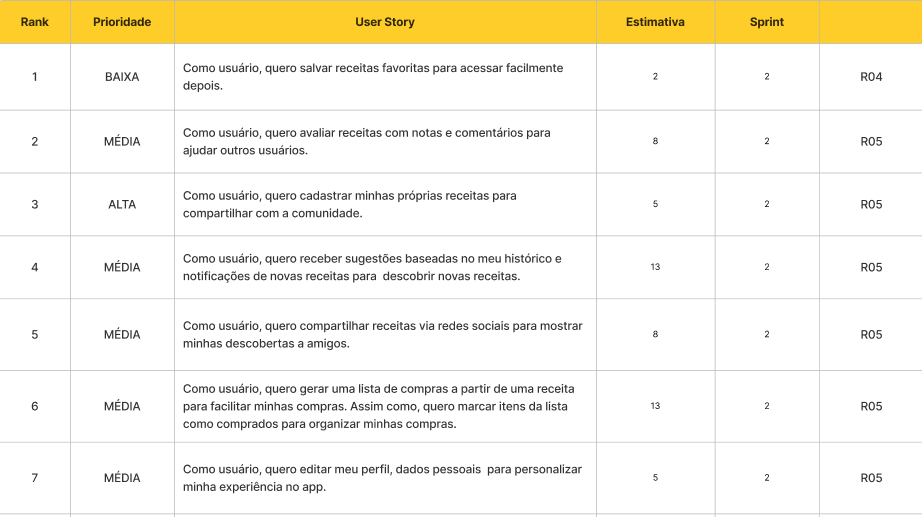 Rank Prioridade User Story Estimativa Sprint
1 BAIXA Como usuário, quero salvar receitas favoritas para acessar facilmente
depois. 2 2 R04
2 MÉDIA Como usuário, quero avaliar receitas com notas e comentários para
ajudar outros usuários. 8 2 R05
3 ALTA Como usuário, quero cadastrar minhas próprias receitas para
compartilhar com a comunidade. 5 2 R05
4 MÉDIA Como usuário, quero receber sugestões baseadas no meu histórico e
notificações de novas receitas para  descobrir novas receitas. 13 2 R05
5 MÉDIA Como usuário, quero compartilhar receitas via redes sociais para mostrar
minhas descobertas a amigos. 8 2 R05
6 MÉDIA Como usuário, quero gerar uma lista de compras a partir de uma receita
para facilitar minhas compras. Assim como, quero marcar itens da lista
como comprados para organizar minhas compras. 13 2 R05
7 MÉDIA Como usuário, quero editar meu perfil, dados pessoais  para personalizar
minha experiência no app. 5 2 R05